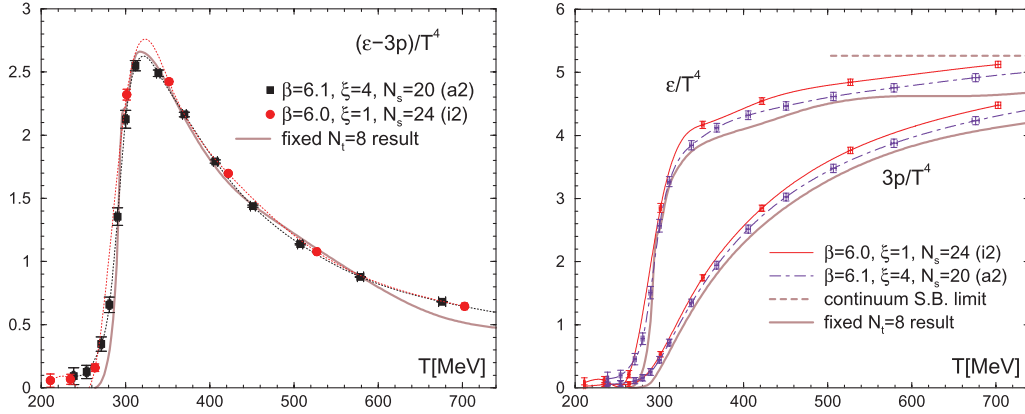 3
2.5
2
1.5
1
0.5
0
200
300
400
500
600
700
(ε−3p)/T⁴
β=6.1, ξ=4, Nₛ=20 (a2)
β=6.0, ξ=1, Nₛ=24 (i2)
fixed Nₜ=8 result
T[MeV]
6
5
4
3
2
1
0
200
300
400
500
600
700
ε/T⁴
3p/T⁴
β=6.0, ξ=1, Nₛ=24 (i2)
β=6.1, ξ=4, Nₛ=20 (a2)
continuum S.B. limit
fixed Nₜ=8 result
T[MeV]